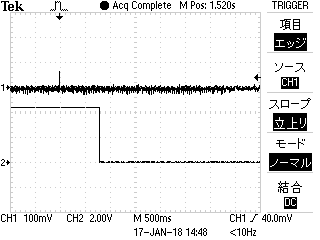 Tek Acq Complete M Pos: 1.520s TRIGGER
項目
エッジ
ソース
CH1
スロープ
立上り
モード
ノーマル
結合
DC
1
2
CH1 100mV CH2 2.00V M 500ms CH1 40.0mV
17-JAN-18 14:48 <10Hz